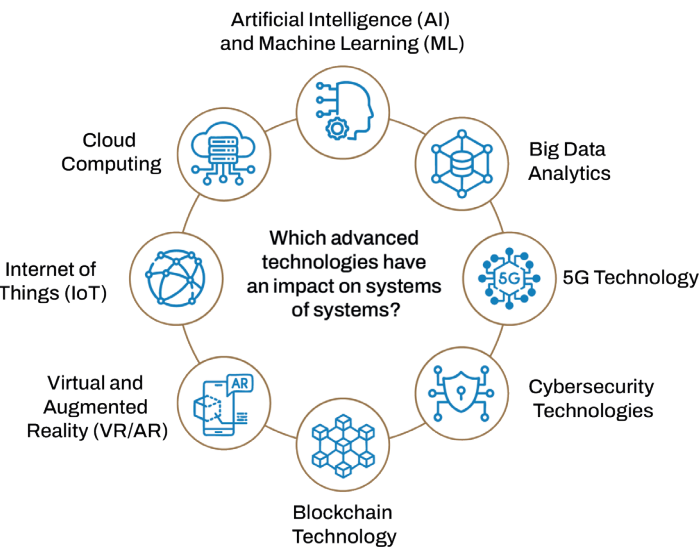 Artificial Intelligence (AI)
and Machine Learning (ML)
Big Data
Analytics
5G
5G Technology
Cybersecurity
Technologies
Blockchain
Technology
AR
Virtual and
Augmented
Reality (VR/AR)
Internet of
Things (IoT)
Cloud
Computing
Which advanced
technologies have
an impact on systems
of systems?